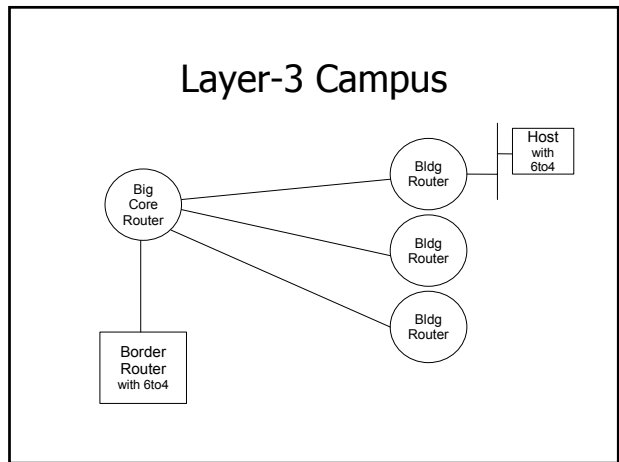 Layer-3 Campus
Big
Core
Router
Bldg
Router
Host
with
6to4
Bldg
Router
Bldg
Router
Border
Router
with 6to4